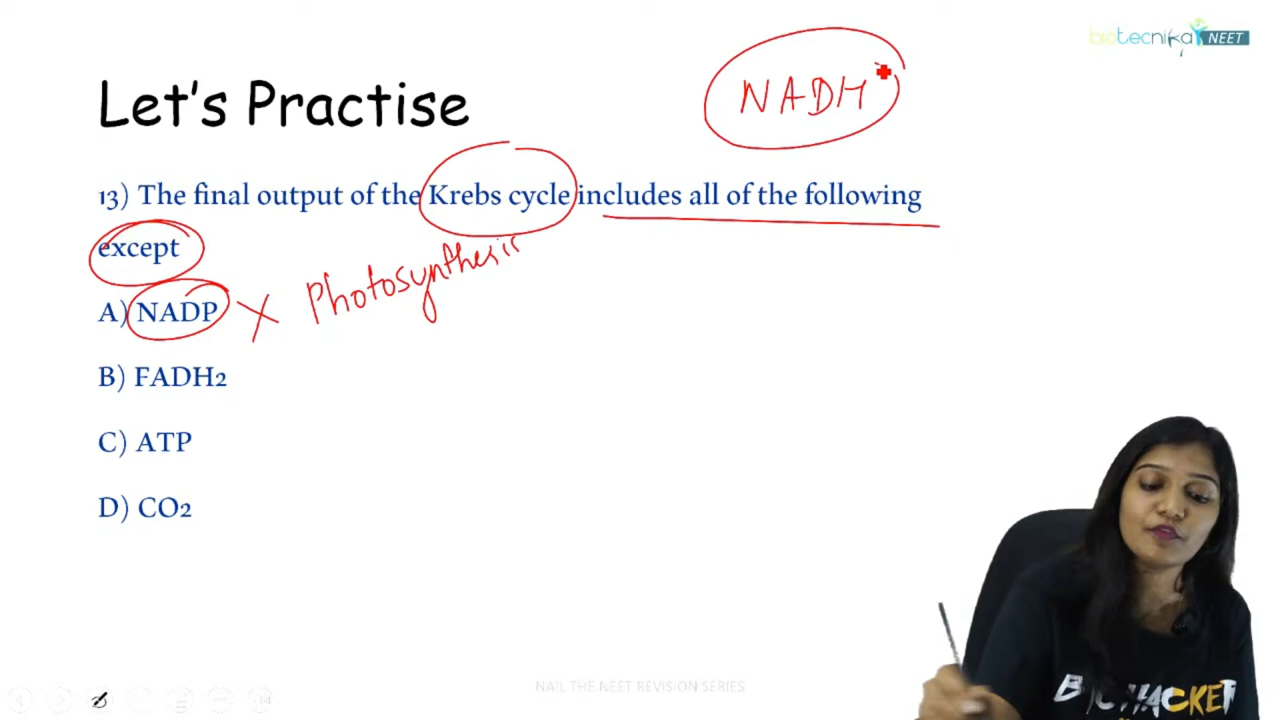 biotecnika NEET
NADH
Let's Practise
13) The final output of the Krebs cycle includes all of the following
except
A) NADP X Photosynthesis
B) FADH2
C) ATP
D) CO2
BIOHACKER
NAIL THE NEET REVISION SERIES